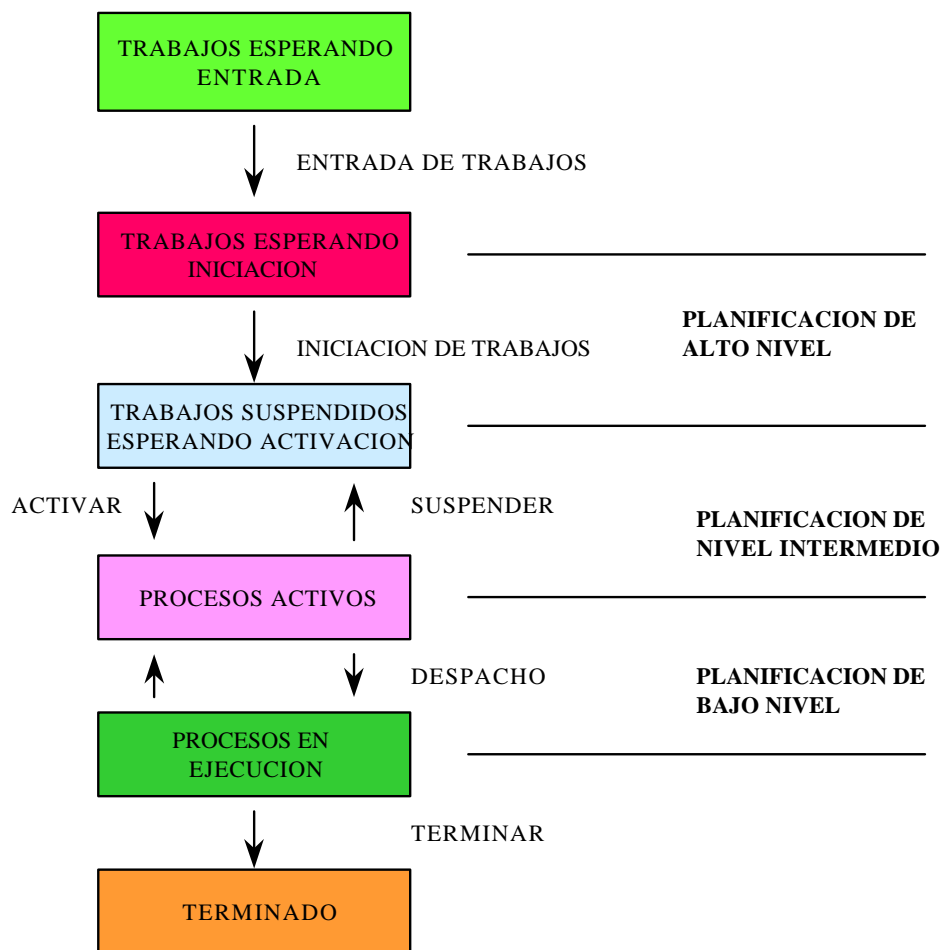 TRABAJOS ESPERANDO
ENTRADA
ENTRADA DE TRABAJOS
TRABAJOS ESPERANDO
INICIACION
PLANIFICACION DE
ALTO NIVEL
INICIACION DE TRABAJOS
TRABAJOS SUSPENDIDOS
ESPERANDO ACTIVACION
ACTIVAR
SUSPENDER
PLANIFICACION DE
NIVEL INTERMEDIO
PROCESOS ACTIVOS
DESPACHO
PLANIFICACION DE
BAJO NIVEL
PROCESOS EN
EJECUCION
TERMINAR
TERMINADO